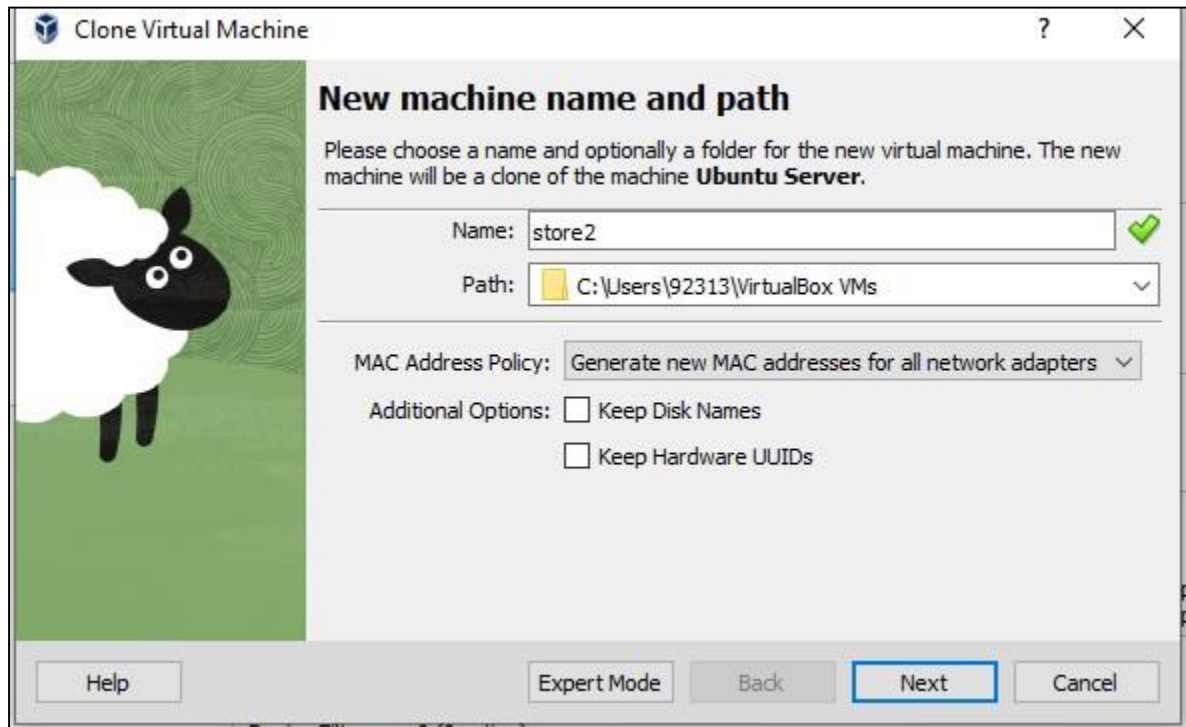 Clone Virtual Machine ?
New machine name and path
Please choose a name and optionally a folder for the new virtual machine. The new
machine will be a clone of the machine Ubuntu Server.
Name: store2
Path: C:\Users\92313\VirtualBox VMs
MAC Address Policy: Generate new MAC addresses for all network adapters
Additional Options: Keep Disk Names
Keep Hardware UUIDs
Help Expert Mode Back Next Cancel